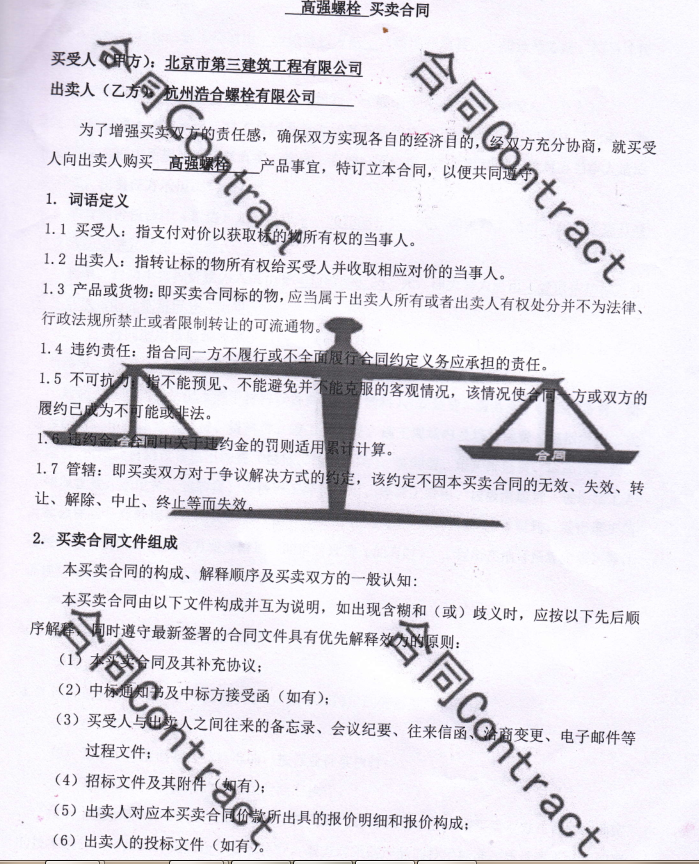 高强螺栓 买卖合同
买受人（甲方）：北京市第三建筑工程有限公司
出卖人（乙方）：杭州浩合螺栓有限公司
为了增强买卖双方的责任感，确保双方实现各自的经济目的，经双方充分协商，就买受
人向出卖人购买 高强螺栓 产品事宜，特订立本合同，以便共同遵守
1. 词语定义
1.1 买受人：指支付对价以获取标的物所有权的当事人。
1.2 出卖人：指转让标的物所有权给买受人并收取相应对价的当事人。
1.3 产品或货物：即买卖合同标的物，应当属于出卖人所有或者出卖人有权处分并不为法律、
行政法规所禁止或者限制转让的可流通物。
1.4 违约责任：指合同一方不履行或不全面履行合同约定义务应承担的责任。
1.5 不可抗力：指不能预见、不能避免并不能克服的客观情况，该情况使合同一方或双方的
履约已成为不可能或非法。
1.6 违约金：合同中关于违约金的罚则适用累计计算。
1.7 管辖：即买卖双方对于争议解决方式的约定，该约定不因本买卖合同的无效、失效、转
让、解除、中止、终止等而失效。
2. 买卖合同文件组成
本买卖合同的构成、解释顺序及买卖双方的一般认知：
本买卖合同由以下文件构成并互为说明，如出现含糊和（或）歧义时，应按以下先后顺
序解释，同时遵守最新签署的合同文件具有优先解释效力的原则：
（1）本买卖合同及其补充协议；
（2）中标通知书及中标方接受函（如有）；
（3）买受人与出卖人之间往来的备忘录、会议纪要、往来信函、洽商变更、电子邮件等
过程文件；
（4）招标文件及其附件（如有）；
（5）出卖人对应本买卖合同价款所出具的报价明细和报价构成；
（6）出卖人的投标文件（如有）。
合同Contract
合同Contract
合同
合同
合同Contract
合同Contract